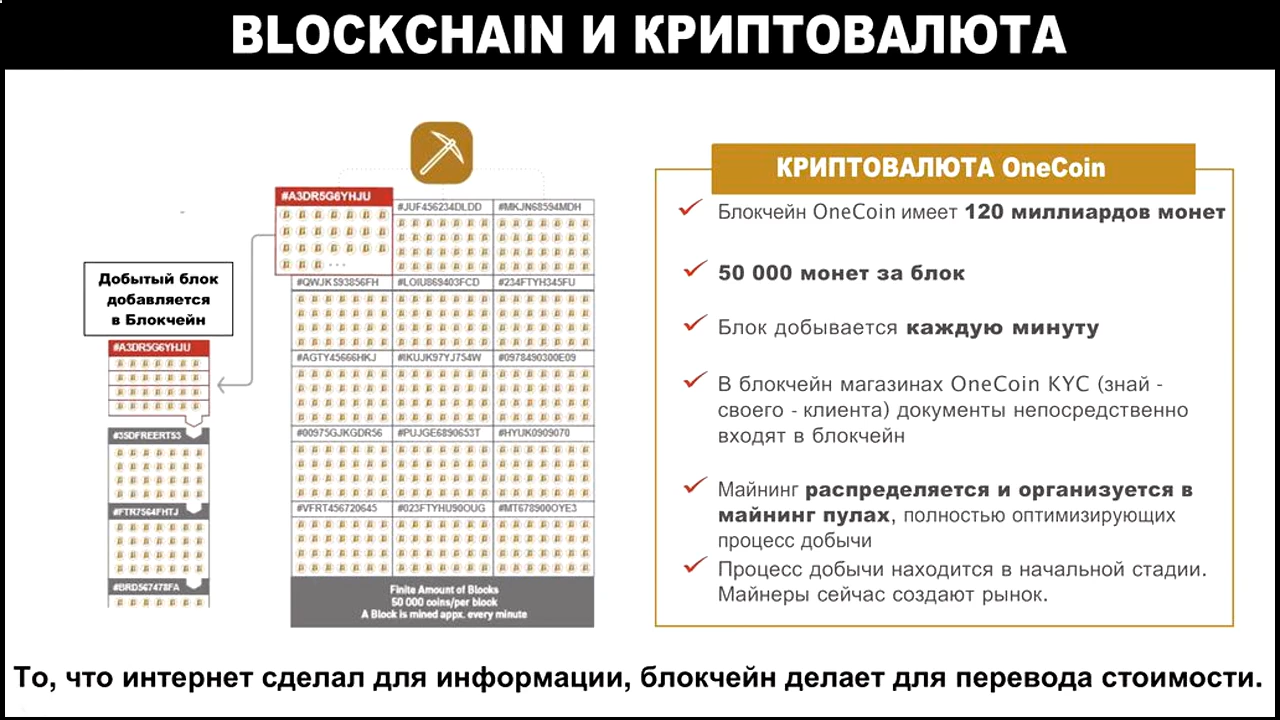 BLOCKCHAIN И КРИПТОВАЛЮТА
#A3DR5G6YHJU
#JUF456234DLDD
#MKJN68594MDH
Добытый блок
добавляется
в Блокчейн
#QWJKS93856FH
#LOIU869403FCD
#234FTYH345FU
#A3DR5G6YHJU
#AGTY45666HKJ
#IKUJK97YJ754W
#0978490300E09
#35DFREERT53
#00975GJKGDR56
#PUJGE6890653T
#HYUK0909070
#FTR7564FHTJ
#VFRT456720645
#023FTYHU90OUG
#MT678900OYE3
#BRD567478FA
Finite Amount of Blocks
50 000 coins/per block
A Block is mined appx. every minute
КРИПТОВАЛЮТА OneCoin
Блокчейн OneCoin имеет 120 миллиардов монет
50 000 монет за блок
Блок добывается каждую минуту
В блокчейн магазинах OneCoin KYC (знай -
своего - клиента) документы непосредственно
входят в блокчейн
Майнинг распределяется и организуется в
майнинг пулах, полностью оптимизирующих
процесс добычи
Процесс добычи находится в начальной стадии.
Майнеры сейчас создают рынок.
То, что интернет сделал для информации, блокчейн делает для перевода стоимости.